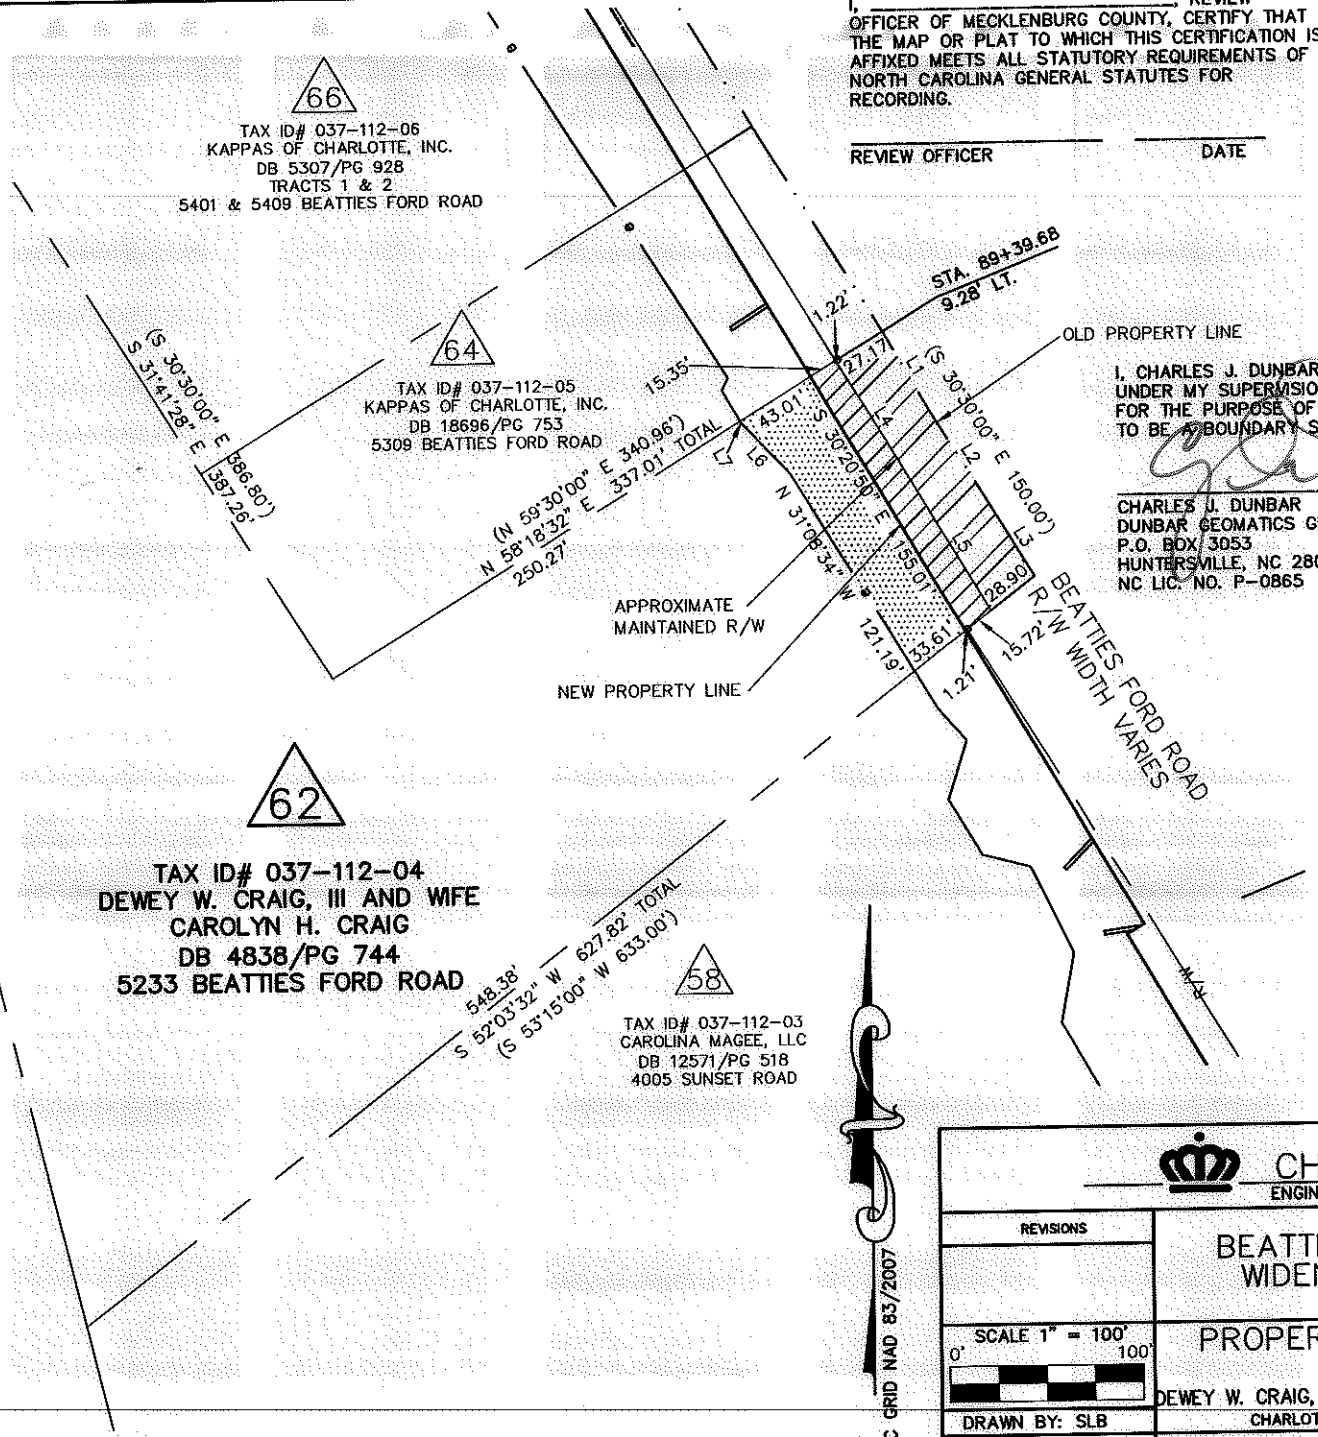 I, ____________, REVIEW
OFFICER OF MECKLENBURG COUNTY, CERTIFY THAT
THE MAP OR PLAT TO WHICH THIS CERTIFICATION IS
AFFIXED MEETS ALL STATUTORY REQUIREMENTS OF
NORTH CAROLINA GENERAL STATUTES FOR
RECORDING.
REVIEW OFFICER DATE
66
TAX ID# 037-112-06
KAPPAS OF CHARLOTTE, INC.
DB 5307/PG 928
TRACTS 1 & 2
5401 & 5409 BEATTIES FORD ROAD
STA. 89+39.68
9.28' LT.
1.22'
OLD PROPERTY LINE
(S 30°30'00" E 386.80')
S 31°41'28" E 387.26'
64
TAX ID# 037-112-05
KAPPAS OF CHARLOTTE, INC.
DB 18696/PG 753
5309 BEATTIES FORD ROAD
15.35'
27.17'
43.01'
L1
L2
L3
L4
L5
L6
L7
(S 30°30'00" E 150.00')
S 30°20'50" E 155.01'
(N 59°30'00" E 340.96')
N 58°18'32" E 337.01' TOTAL
250.27'
N 31°08'34" W 121.19'
I, CHARLES J. DUNBAR
UNDER MY SUPERVISIO
FOR THE PURPOSE OF
TO BE A BOUNDARY S
CHARLES J. DUNBAR
DUNBAR GEOMATICS G
P.O. BOX 3053
HUNTERSVILLE, NC 280
NC LIC. NO. P-0865
APPROXIMATE
MAINTAINED R/W
NEW PROPERTY LINE
33.61'
28.90'
15.72'
1.21'
BEATTIES FORD ROAD
R/W WIDTH VARIES
62
TAX ID# 037-112-04
DEWEY W. CRAIG, III AND WIFE
CAROLYN H. CRAIG
DB 4838/PG 744
5233 BEATTIES FORD ROAD
548.38'
S 52°03'32" W 627.82' TOTAL
(S 53°15'00" W 633.00')
58
TAX ID# 037-112-03
CAROLINA MAGEE, LLC
DB 12571/PG 518
4005 SUNSET ROAD
R/W
C GRID NAD 83/2007
CH
ENGIN
REVISIONS
BEATTI
WIDEN
SCALE 1" = 100'
0' 100'
PROPER
DEWEY W. CRAIG,
CHARLOT
DRAWN BY: SLB